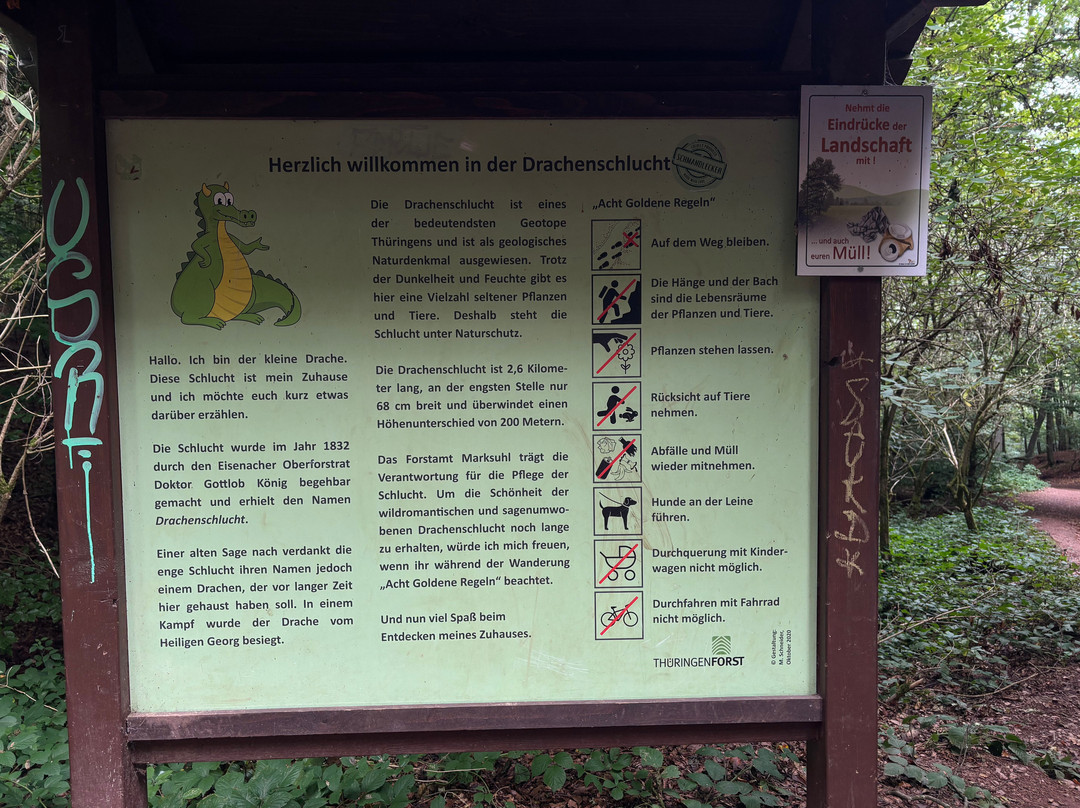 Herzlich willkommen in der Drachenschlucht
SCHMANDLECKER
Hallo. Ich bin der kleine Drache.
Diese Schlucht ist mein Zuhause
und ich möchte euch kurz etwas
darüber erzählen.
Die Schlucht wurde im Jahr 1832
durch den Eisenacher Oberforstrat
Doktor Gottlob König begehbar
gemacht und erhielt den Namen
Drachenschlucht.
Einer alten Sage nach verdankt die
enge Schlucht ihren Namen jedoch
einem Drachen, der vor langer Zeit
hier gehaust haben soll. In einem
Kampf wurde der Drache vom
Heiligen Georg besiegt.
Die Drachenschlucht ist eines
der bedeutendsten Geotope
Thüringens und ist als geologisches
Naturdenkmal ausgewiesen. Trotz
der Dunkelheit und Feuchte gibt es
hier eine Vielzahl seltener Pflanzen
und Tiere. Deshalb steht die
Schlucht unter Naturschutz.
Die Drachenschlucht ist 2,6 Kilome-
ter lang, an der engsten Stelle nur
68 cm breit und überwindet einen
Höhenunterschied von 200 Metern.
Das Forstamt Marksuhl trägt die
Verantwortung für die Pflege der
Schlucht. Um die Schönheit der
wildromantischen und sagenumwo-
benen Drachenschlucht noch lange
zu erhalten, würde ich mich freuen,
wenn ihr während der Wanderung
„Acht Goldene Regeln" beachtet.
Und nun viel Spaß beim
Entdecken meines Zuhauses.
„Acht Goldene Regeln"
Auf dem Weg bleiben.
Die Hänge und der Bach
sind die Lebensräume
der Pflanzen und Tiere.
Pflanzen stehen lassen.
Rücksicht auf Tiere
nehmen.
Abfälle und Müll
wieder mitnehmen.
Hunde an der Leine
führen.
Durchquerung mit Kinder-
wagen nicht möglich.
Durchfahren mit Fahrrad
nicht möglich.
THÜRINGENFORST
© Gestaltung:
M. Schneider,
Oktober 2020
Nehmt die
Eindrücke der
Landschaft
mit !
... und auch
euren Müll!